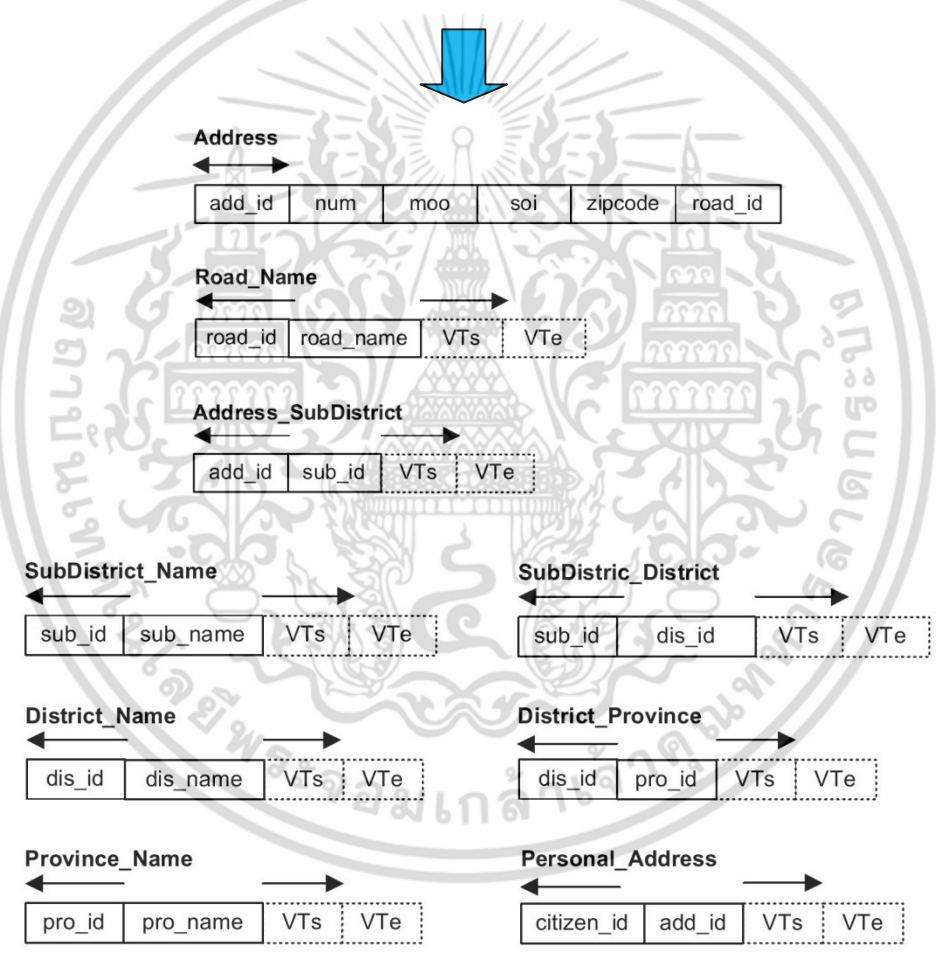 Address
add_id num moo soi zipcode road_id
Road_Name
road_id road_name VTs VTe
Address_SubDistrict
add_id sub_id VTs VTe
SubDistrict_Name
sub_id sub_name VTs VTe
SubDistric_District
sub_id dis_id VTs VTe
District_Name
dis_id dis_name VTs VTe
District_Province
dis_id pro_id VTs VTe
Province_Name
pro_id pro_name VTs VTe
Personal_Address
citizen_id add_id VTs VTe